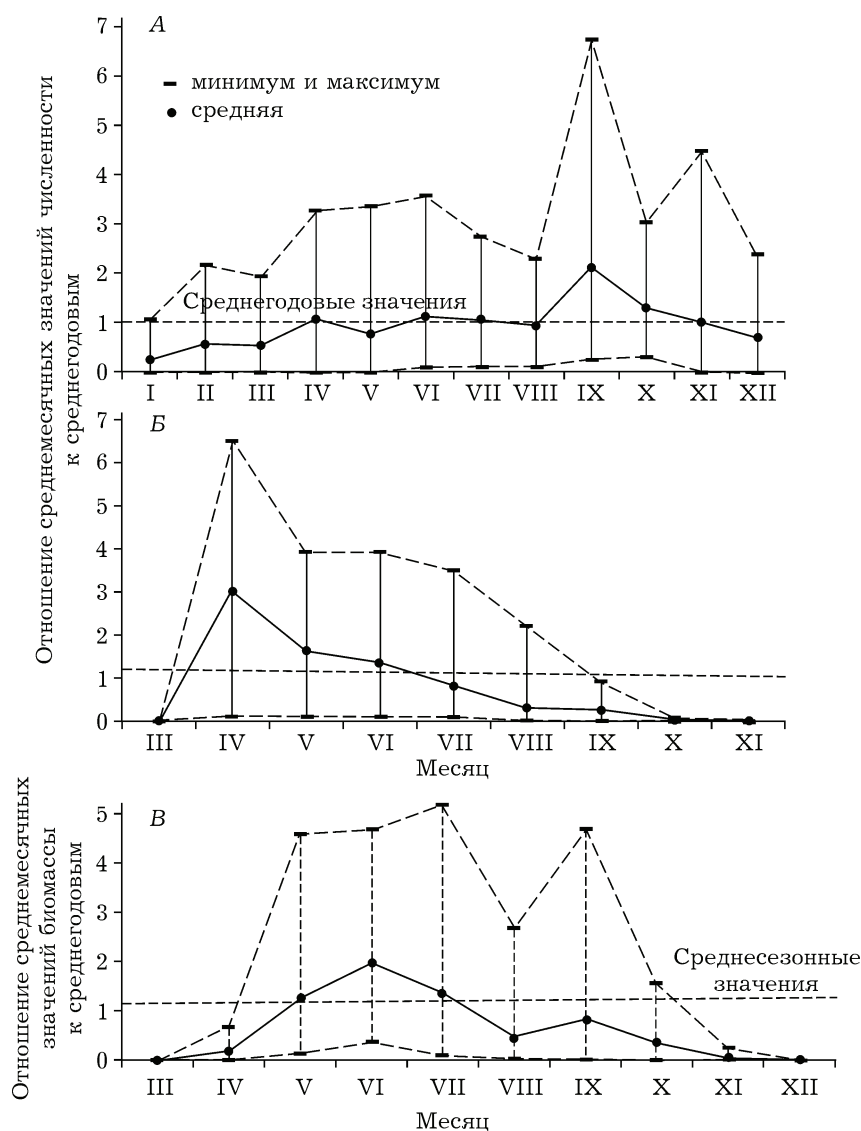 Отношение среднемесячных значений численности
к среднегодовым
А
7
6
5
4
3
2
1
0
минимум и максимум
средняя
Среднегодовые значения
I II III IV V VI VII VIII IX X XI XII
Б
7
6
5
4
3
2
1
0
III IV V VI VII VIII IX X XI
Месяц
Отношение среднемесячных
значений биомассы
к среднегодовым
В
5
4
3
2
1
0
Среднесезонные
значения
III IV V VI VII VIII IX X XI XII
Месяц